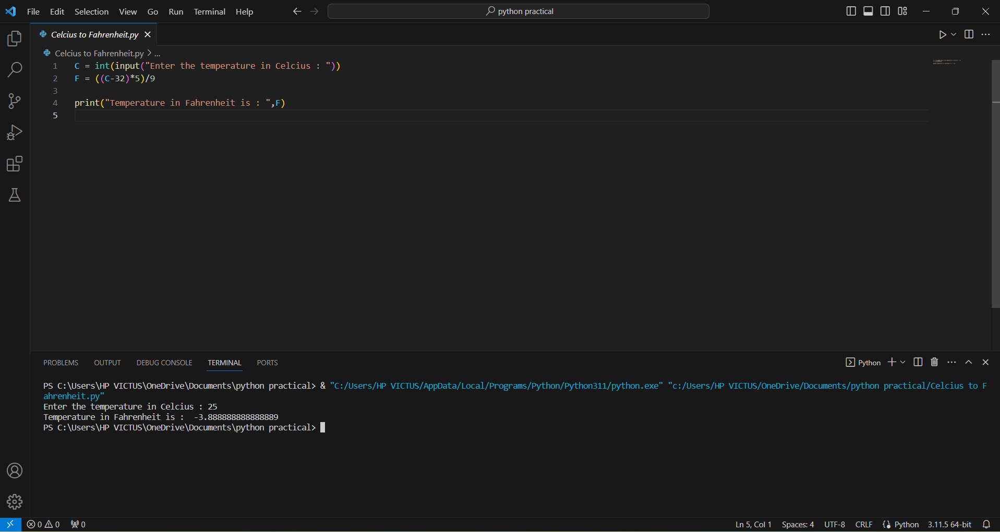 File Edit Selection View Go Run Terminal Help python practical
Celcius to Fahrenheit.py
Celcius to Fahrenheit.py > ...
1 C = int(input("Enter the temperature in Celcius : "))
2 F = ((C-32)*5)/9
3
4 print("Temperature in Fahrenheit is : ",F)
5
PROBLEMS OUTPUT DEBUG CONSOLE TERMINAL PORTS Python
PS C:\Users\HP VICTUS\OneDrive\Documents\python practical> & "C:/Users/HP VICTUS/AppData/Local/Programs/Python/Python311/python.exe" "c:/Users/HP VICTUS/OneDrive/Documents/python practical/Celcius to F
ahrenheit.py"
Enter the temperature in Celcius : 25
Temperature in Fahrenheit is :  -3.888888888888889
PS C:\Users\HP VICTUS\OneDrive\Documents\python practical>
0 0 0 Ln 5, Col 1 Spaces: 4 UTF-8 CRLF Python 3.11.5 64-bit